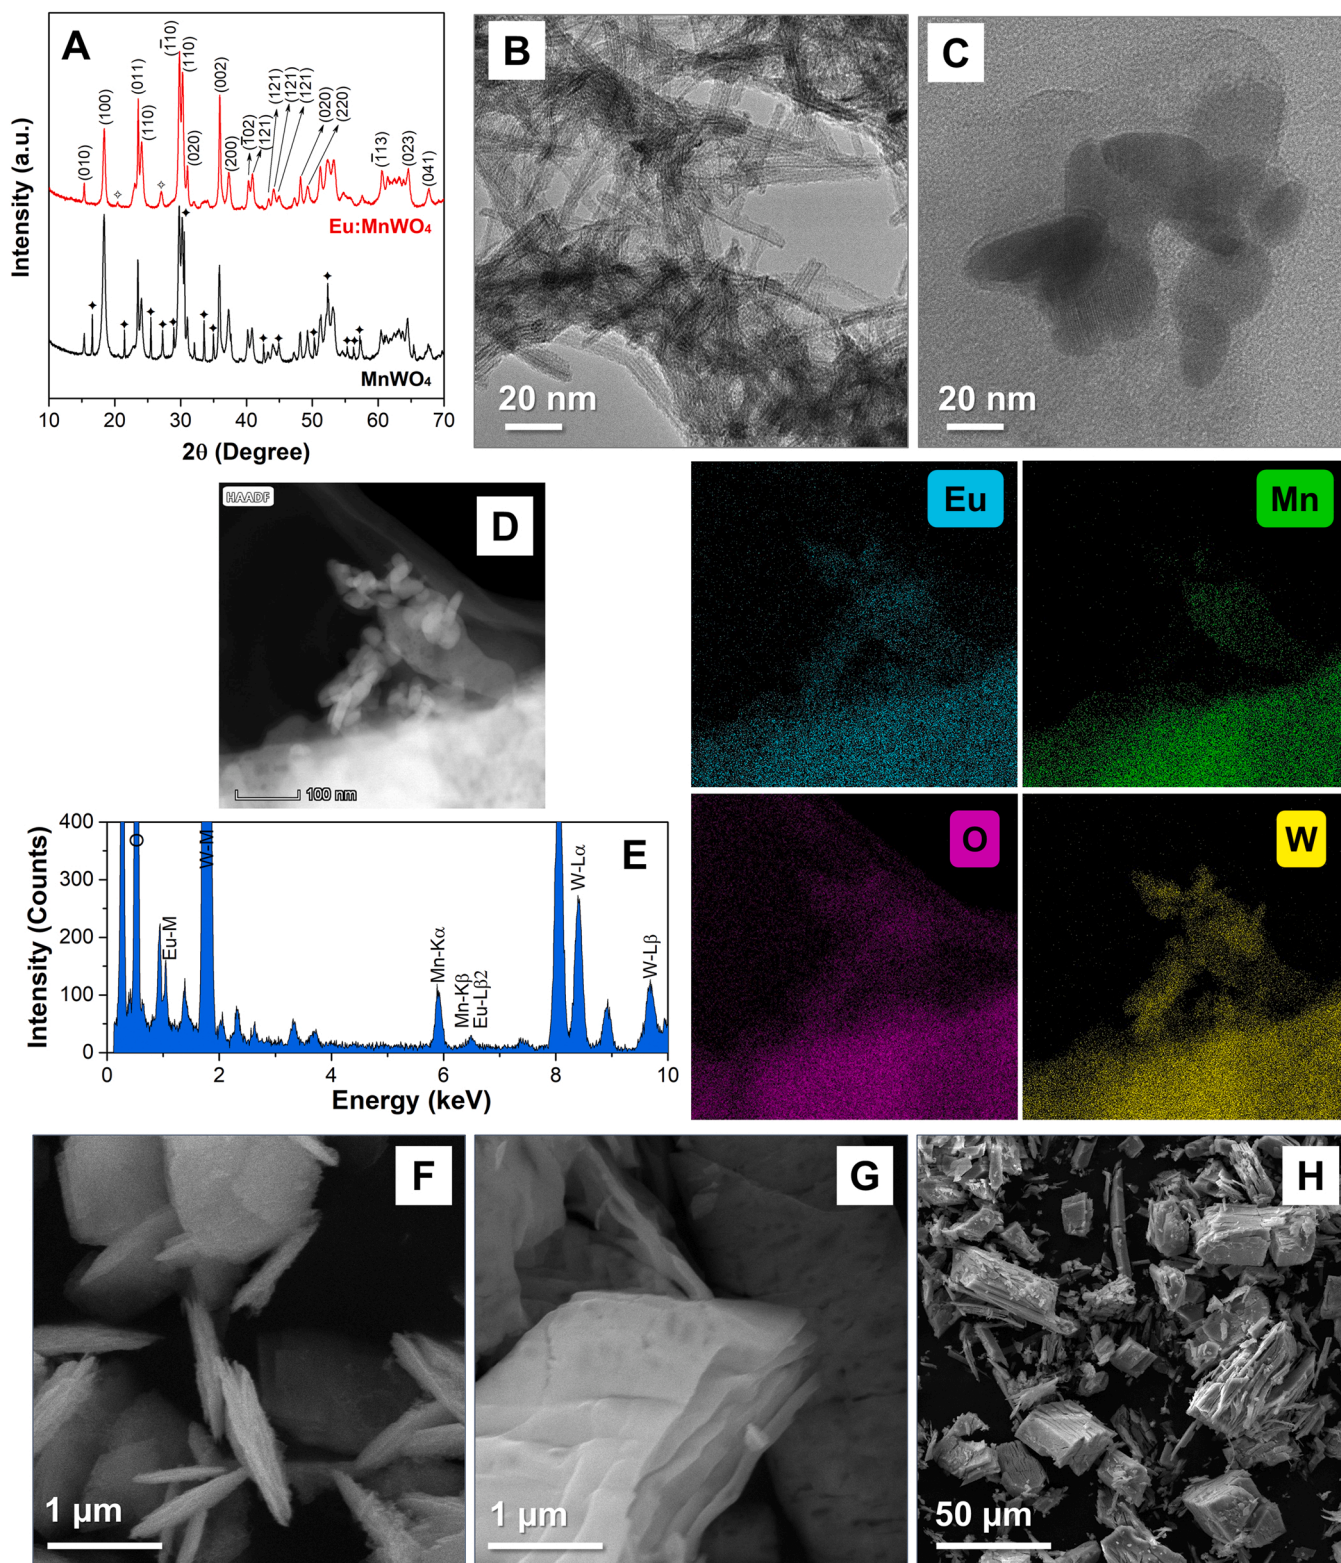 A
Intensity (a.u.)
(010)
(100)
(011)
(110)
(1̅10)
(110)
(020)
(002)
(200)
(1̅02)
(121)
(121)
(121)
(121)
(020)
(220)
(1̅13)
(023)
(041)
Eu:MnWO₄
MnWO₄
10 20 30 40 50 60 70
2θ (Degree)
B
20 nm
C
20 nm
HAADF
D
100 nm
Eu
Mn
O
W
E
Intensity (Counts)
400
300
200
100
0
O
Eu-M
W-M
Mn-Kα
Mn-Kβ
Eu-Lβ2
W-Lα
W-Lβ
0 2 4 6 8 10
Energy (keV)
F
1 μm
G
1 μm
H
50 μm